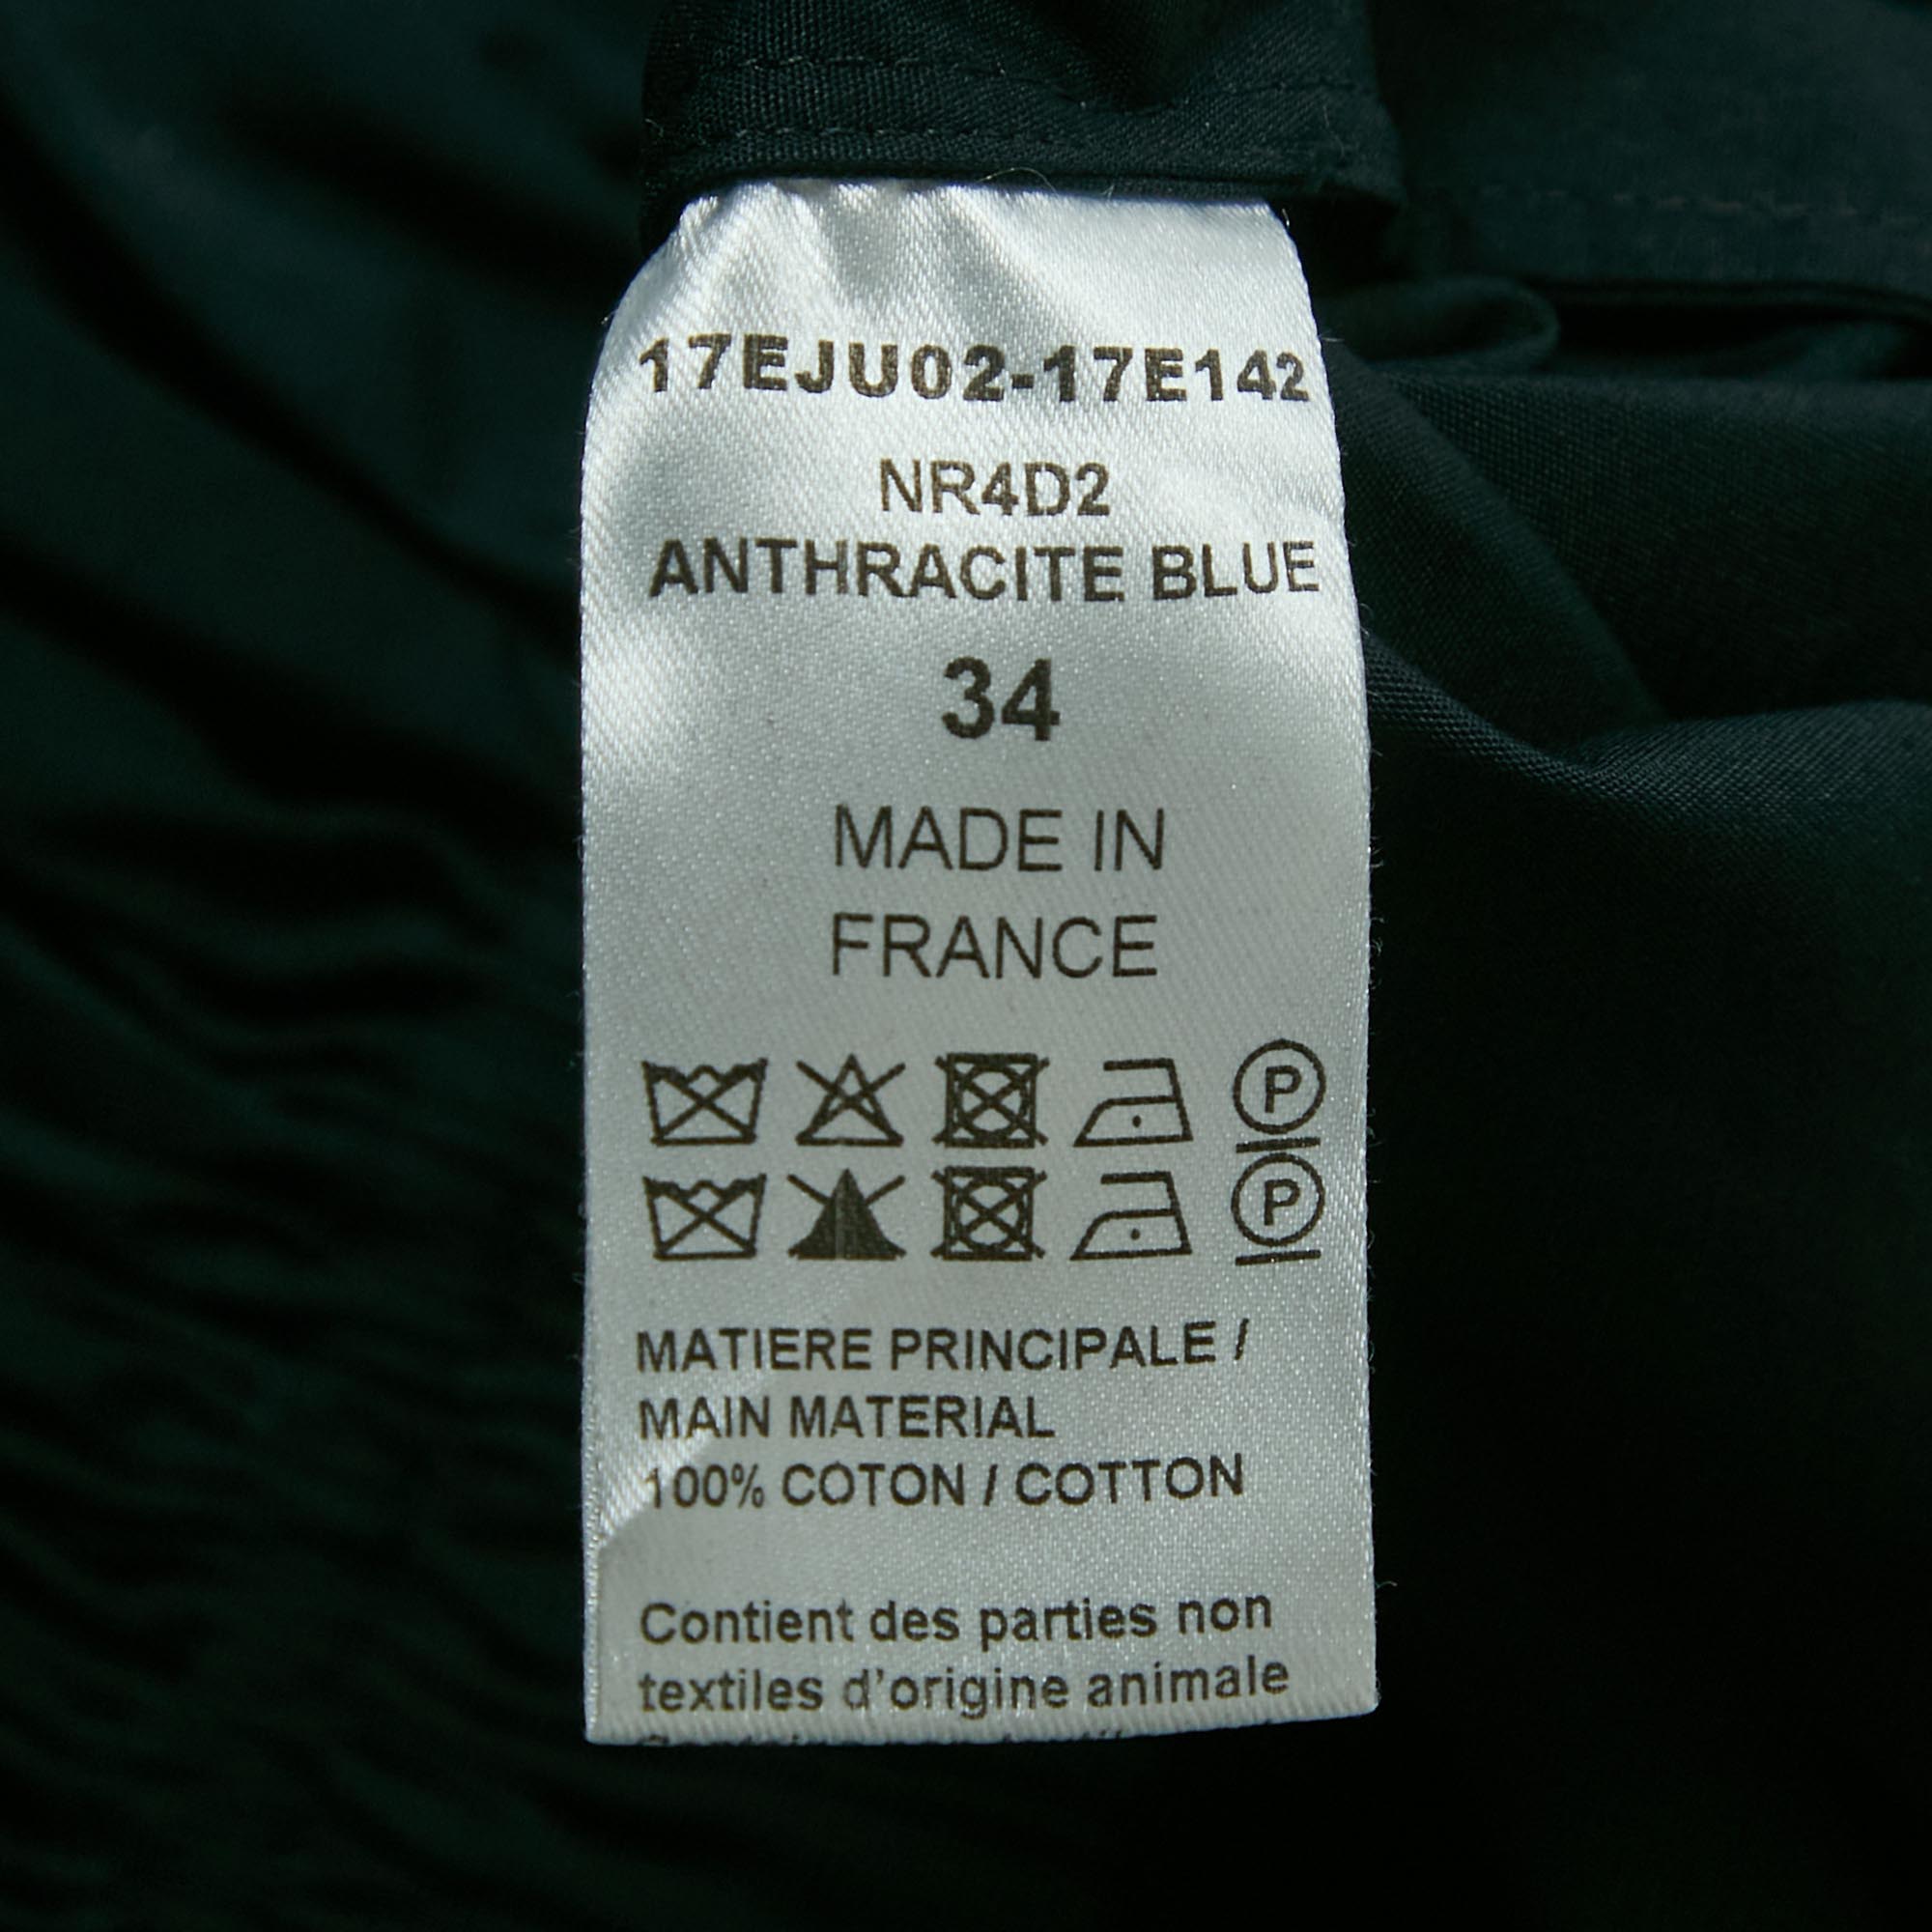 17EJU02-17E142
NR4D2
ANTHRACITE BLUE
34
MADE IN
FRANCE
P
P
MATIERE PRINCIPALE /
MAIN MATERIAL
100% COTON / COTTON
Contient des parties non
textiles d'origine animale